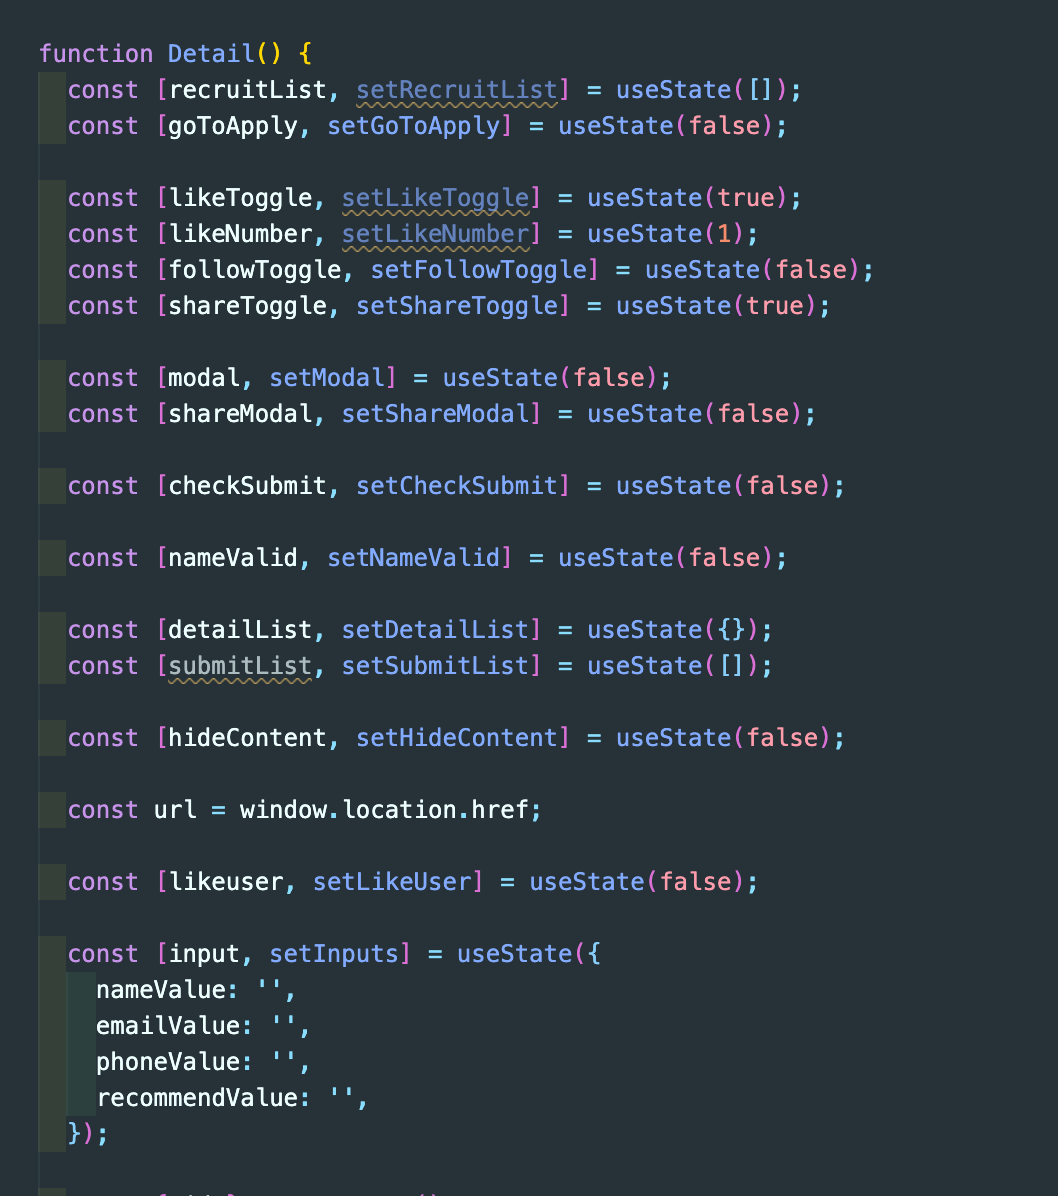 function Detail() {
const [recruitList, setRecruitList] = useState([]);
const [goToApply, setGoToApply] = useState(false);
const [likeToggle, setLikeToggle] = useState(true);
const [likeNumber, setLikeNumber] = useState(1);
const [followToggle, setFollowToggle] = useState(false);
const [shareToggle, setShareToggle] = useState(true);
const [modal, setModal] = useState(false);
const [shareModal, setShareModal] = useState(false);
const [checkSubmit, setCheckSubmit] = useState(false);
const [nameValid, setNameValid] = useState(false);
const [detailList, setDetailList] = useState({});
const [submitList, setSubmitList] = useState([]);
const [hideContent, setHideContent] = useState(false);
const url = window.location.href;
const [likeuser, setLikeUser] = useState(false);
const [input, setInputs] = useState({
nameValue: '',
emailValue: '',
phoneValue: '',
recommendValue: '',
});